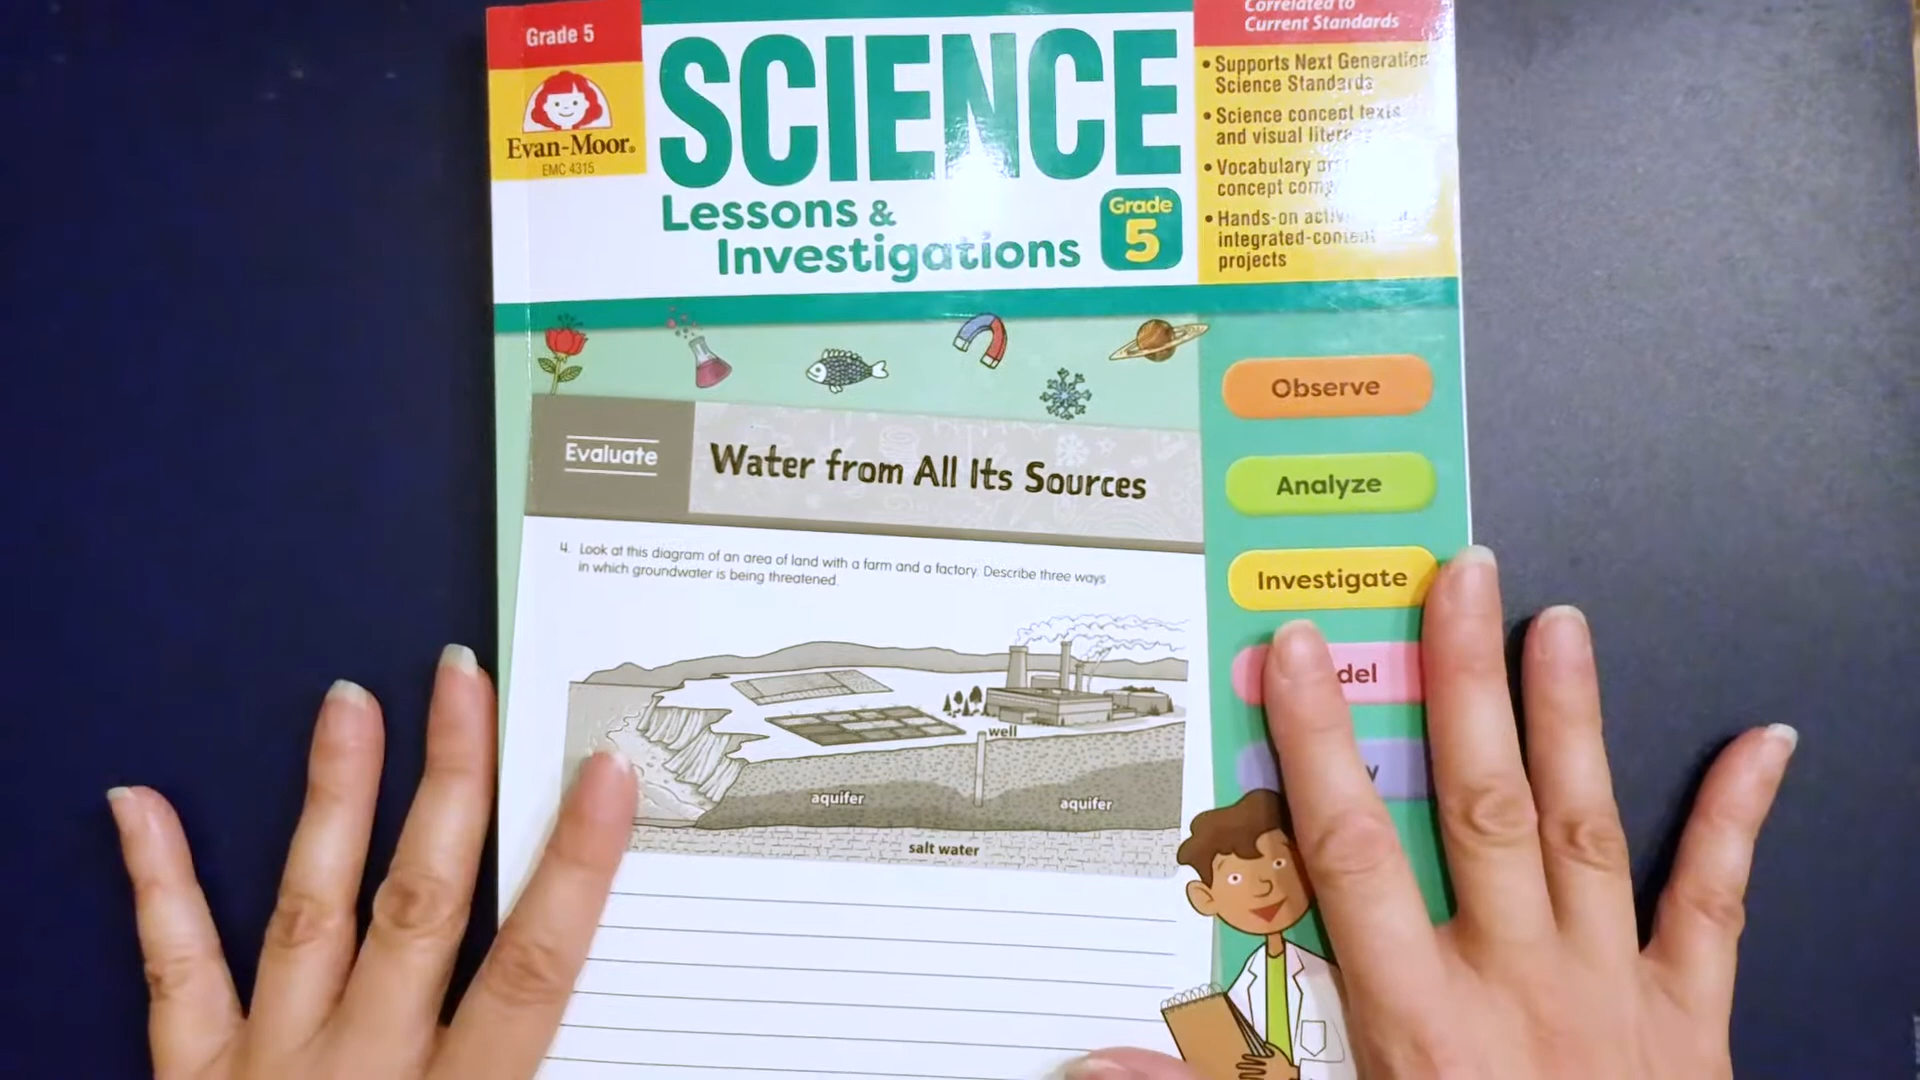 Grade 5
Evan-Moor®
EMC 4315
SCIENCE
Lessons &
Investigations
Grade
5
Correlated to
Current Standards
• Supports Next Generation
Science Standards
• Science concept texts
and visual
• Vocabulary
concept
• Hands-on
integrated-content
projects
Observe
Analyze
Investigate
del
y
Evaluate
Water from All Its Sources
4. Look at this diagram of an area of land with a farm and a factory. Describe three ways
in which groundwater is being threatened.
well
aquifer
aquifer
salt water